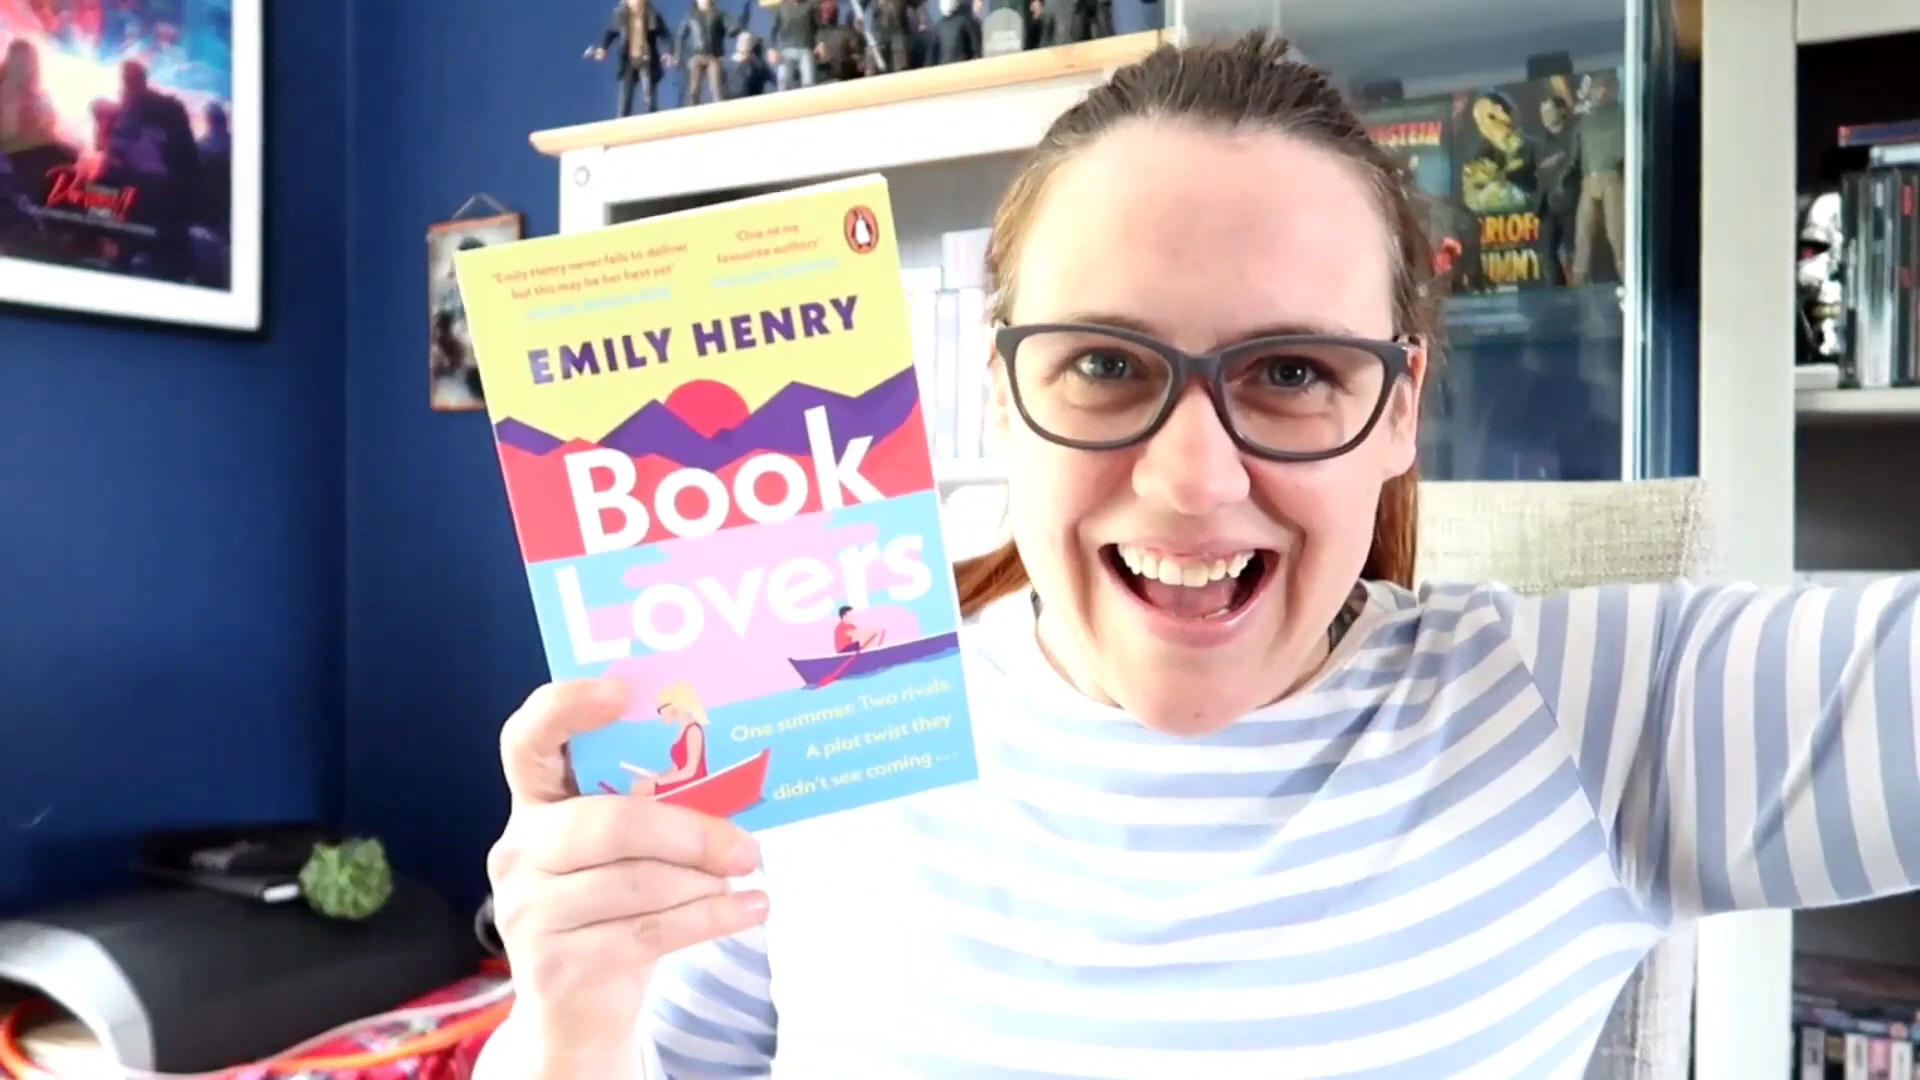 'Emily Henry never fails to deliver
but this may be her best yet'
'One of my
favourite authors'
EMILY HENRY
Book
Lovers
One summer. Two rivals.
A plot twist they
didn't see coming...